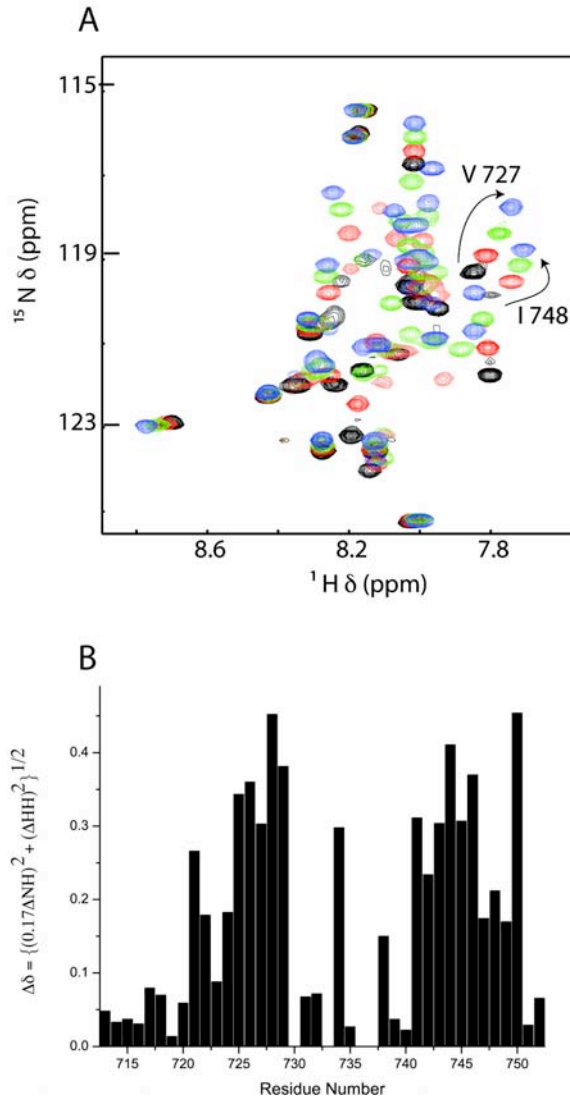 A
115
119
123
¹⁵N δ (ppm)
V 727
I 748
8.6
8.2
7.8
¹H δ (ppm)
B
Δδ = {(0.17ΔNH)² + (ΔHH)²}¹/²
0.4
0.3
0.2
0.1
0.0
715
720
725
730
735
740
745
750
Residue Number